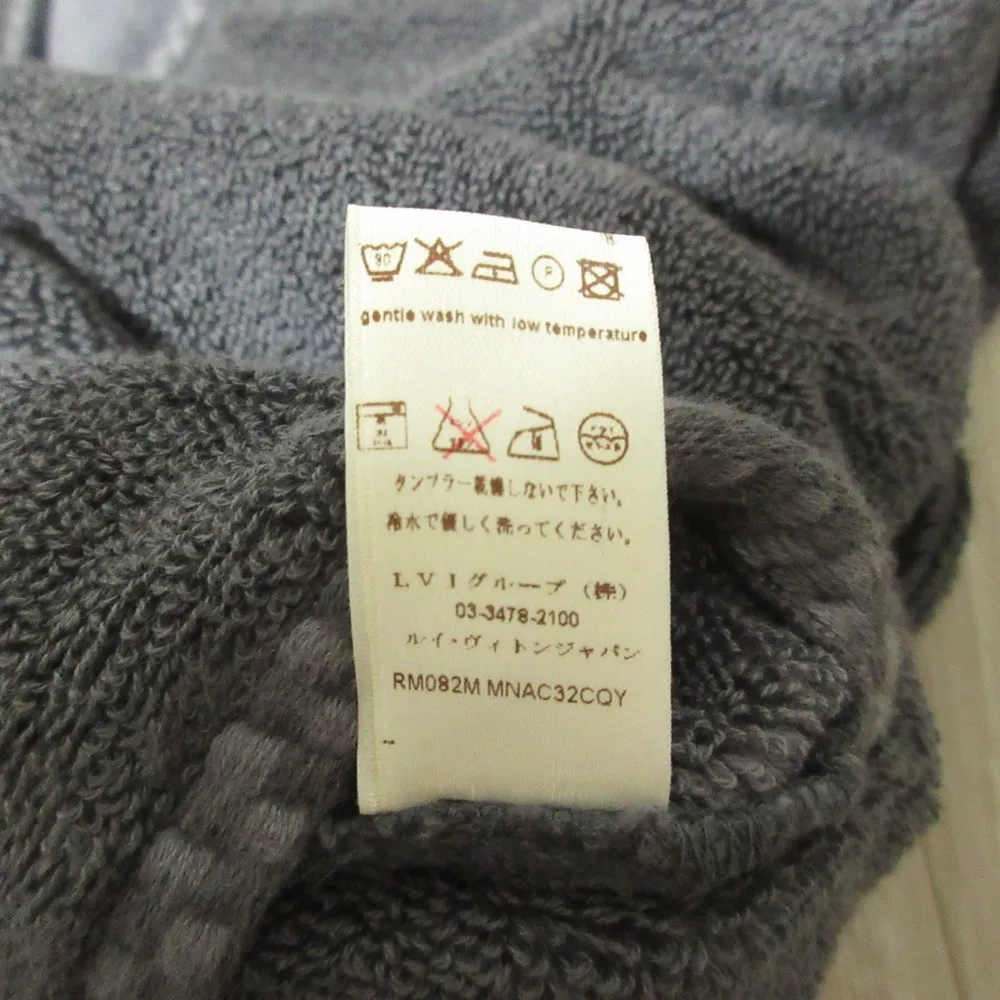 90
P
gentle wash with low temperature
タンブラー乾燥しないで下さい。
冷水で優しく洗ってください。
LVIグループ (株)
03-3478-2100
ルイ・ヴィトンジャパン
RM082M MNAC32CQY